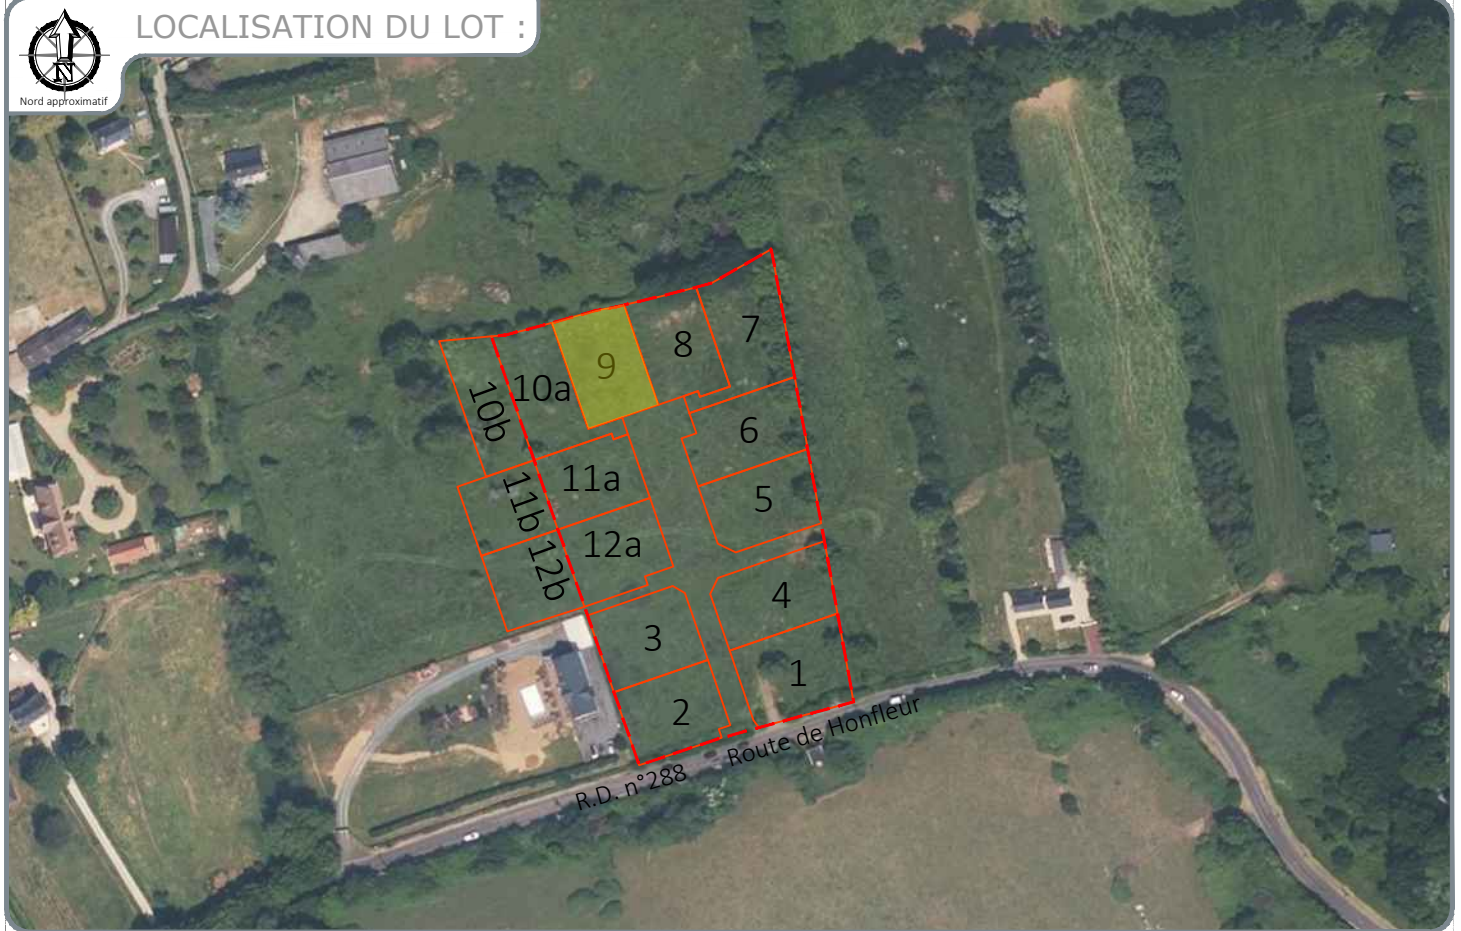 LOCALISATION DU LOT :
N
Nord approximatif
7
8
9
10a
10b
6
11a
11b
5
12a
12b
4
3
1
2
Route de Honfleur
R.D. n°288